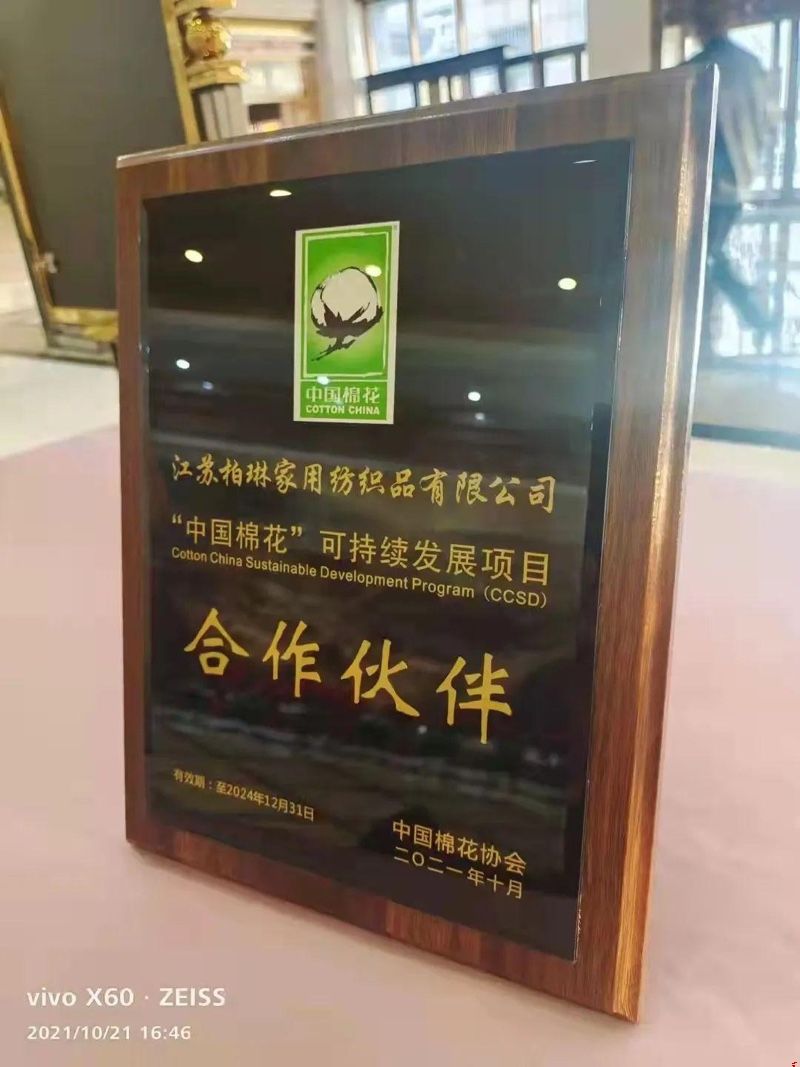 中国棉花
COTTON CHINA
江苏柏琳家用纺织品有限公司
“中国棉花”可持续发展项目
Cotton China Sustainable Development Program (CCSD)
合作伙伴
有效期：至2024年12月31日
中国棉花协会
二〇二一年十月
vivo X60 · ZEISS
2021/10/21 16:46